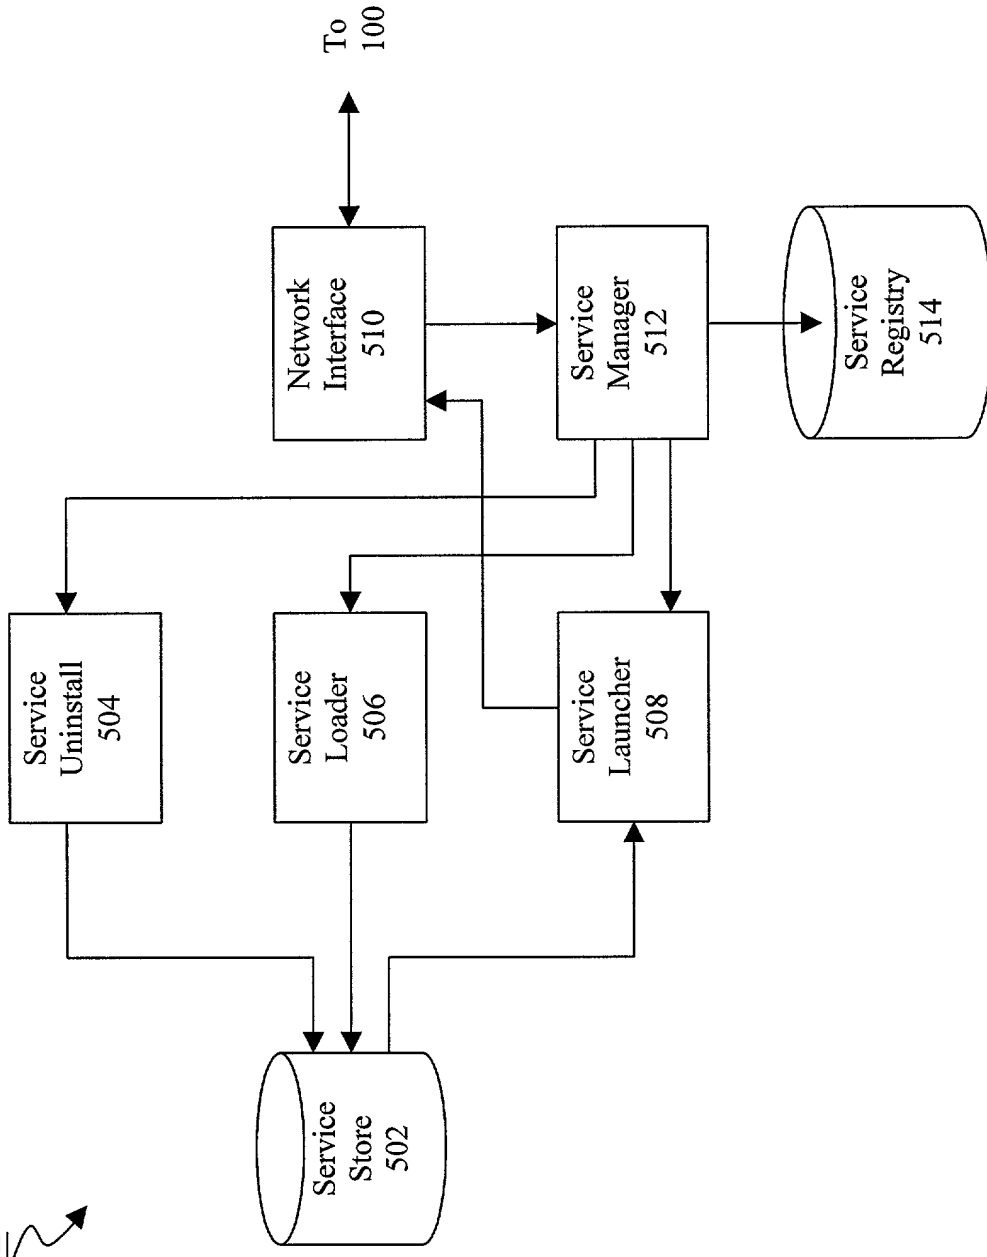 To
100
Network
Interface
510
Service
Manager
512
Service
Registry
514
Service
Uninstall
504
Service
Loader
506
Service
Launcher
508
Service
Store
502